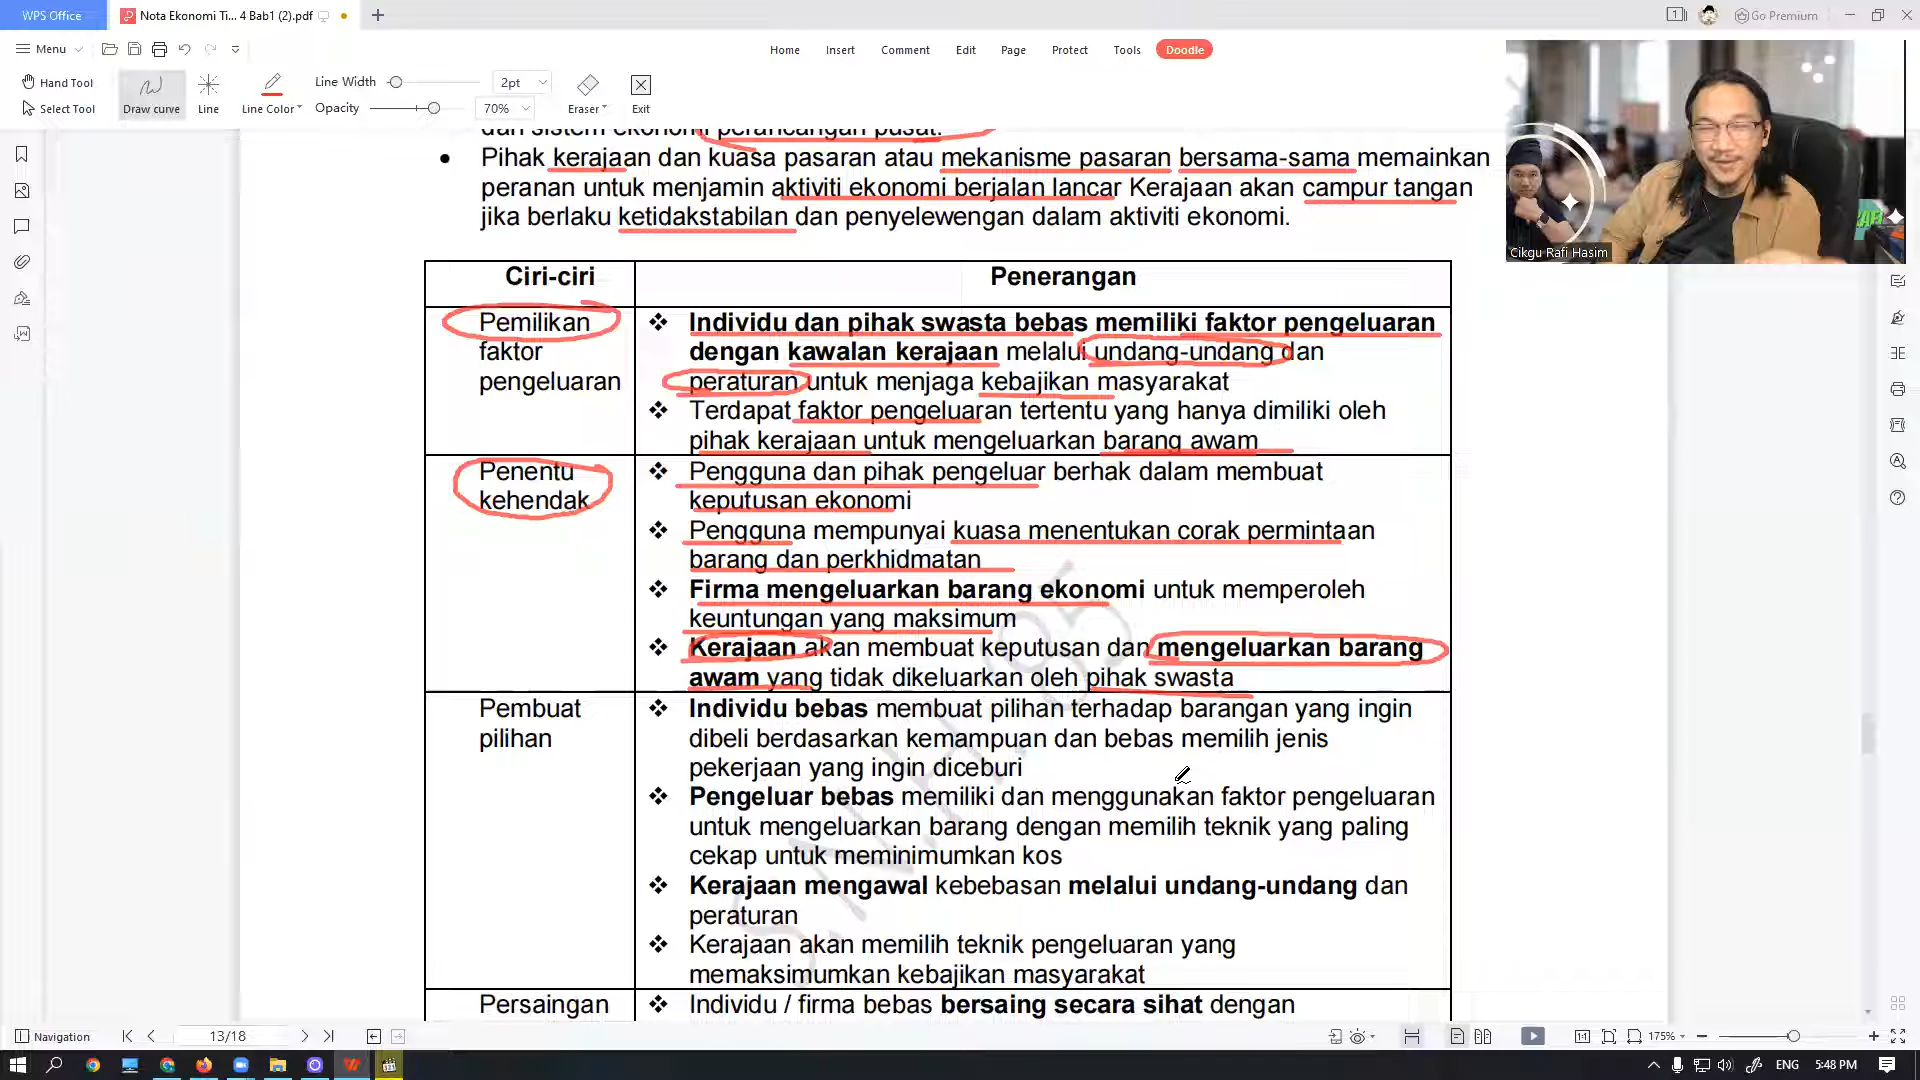 WPS Office
Nota Ekonomi Ti... 4 Bab1 (2).pdf
1
Go Premium
Menu
Home
Insert
Comment
Edit
Page
Protect
Tools
Doodle
Hand Tool
Select Tool
Draw curve
Line
Line Color
Line Width
2pt
Opacity
70%
Eraser
Exit
Cikgu Rafi Hasim
dan sistem ekonomi perancangan pusat.
● Pihak kerajaan dan kuasa pasaran atau mekanisme pasaran bersama-sama memainkan
peranan untuk menjamin aktiviti ekonomi berjalan lancar Kerajaan akan campur tangan
jika berlaku ketidakstabilan dan penyelewengan dalam aktiviti ekonomi.
Ciri-ciri
Penerangan
Pemilikan
faktor
pengeluaran
❖ Individu dan pihak swasta bebas memiliki faktor pengeluaran
dengan kawalan kerajaan melalui undang-undang dan
peraturan untuk menjaga kebajikan masyarakat
❖ Terdapat faktor pengeluaran tertentu yang hanya dimiliki oleh
pihak kerajaan untuk mengeluarkan barang awam
Penentu
kehendak
❖ Pengguna dan pihak pengeluar berhak dalam membuat
keputusan ekonomi
❖ Pengguna mempunyai kuasa menentukan corak permintaan
barang dan perkhidmatan
❖ Firma mengeluarkan barang ekonomi untuk memperoleh
keuntungan yang maksimum
❖ Kerajaan akan membuat keputusan dan mengeluarkan barang
awam yang tidak dikeluarkan oleh pihak swasta
Pembuat
pilihan
❖ Individu bebas membuat pilihan terhadap barangan yang ingin
dibeli berdasarkan kemampuan dan bebas memilih jenis
pekerjaan yang ingin diceburi
❖ Pengeluar bebas memiliki dan menggunakan faktor pengeluaran
untuk mengeluarkan barang dengan memilih teknik yang paling
cekap untuk meminimumkan kos
❖ Kerajaan mengawal kebebasan melalui undang-undang dan
peraturan
❖ Kerajaan akan memilih teknik pengeluaran yang
memaksimumkan kebajikan masyarakat
Persaingan
❖ Individu / firma bebas bersaing secara sihat dengan
Navigation
13/18
175%
ENG
5:48 PM